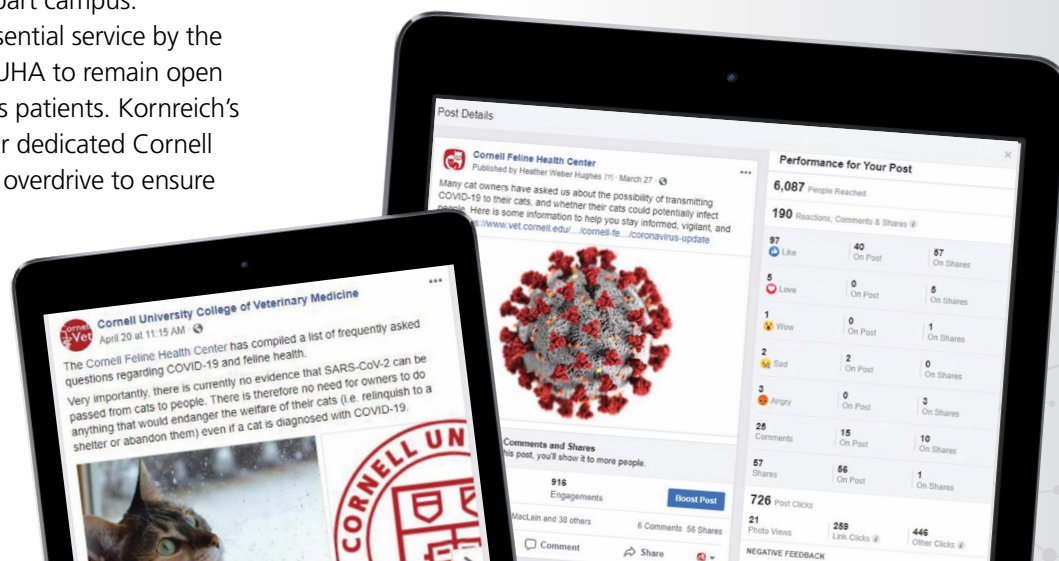 part campus.
sential service by the
UHA to remain open
s patients. Kornreich's
r dedicated Cornell
overdrive to ensure
Cornell
Vet
Cornell University College of Veterinary Medicine
April 20 at 11:15 AM ·
The Cornell Feline Health Center has compiled a list of frequently asked
questions regarding COVID-19 and feline health.
Very importantly, there is currently no evidence that SARS-CoV-2 can be
passed from cats to people. There is therefore no need for owners to do
anything that would endanger the welfare of their cats (i.e. relinquish to a
shelter or abandon them) even if a cat is diagnosed with COVID-19.
CORNELL UN
Post Details
Cornell Feline Health Center
Published by Heather Weber Hughes [?] · March 27 ·
Many cat owners have asked us about the possibility of transmitting
COVID-19 to their cats, and whether their cats could potentially infect
people. Here is some information to help you stay informed, vigilant, and
s://www.vet.cornell.edu/…/cornell-fe…/coronavirus-update
Comments and Shares
his post, you'll show it to more people.
916
Engagements
Boost Post
MacLain and 38 others
6 Comments 56 Shares
Comment
Share
Performance for Your Post
6,087 People Reached
190 Reactions, Comments & Shares
97 Like
40 On Post
57 On Shares
5 Love
0 On Post
5 On Shares
1 Wow
0 On Post
1 On Shares
2 Sad
2 On Post
0 On Shares
3 Angry
0 On Post
3 On Shares
25 Comments
15 On Post
10 On Shares
57 Shares
56 On Post
1 On Shares
726 Post Clicks
21 Photo Views
259 Link Clicks
446 Other Clicks
NEGATIVE FEEDBACK